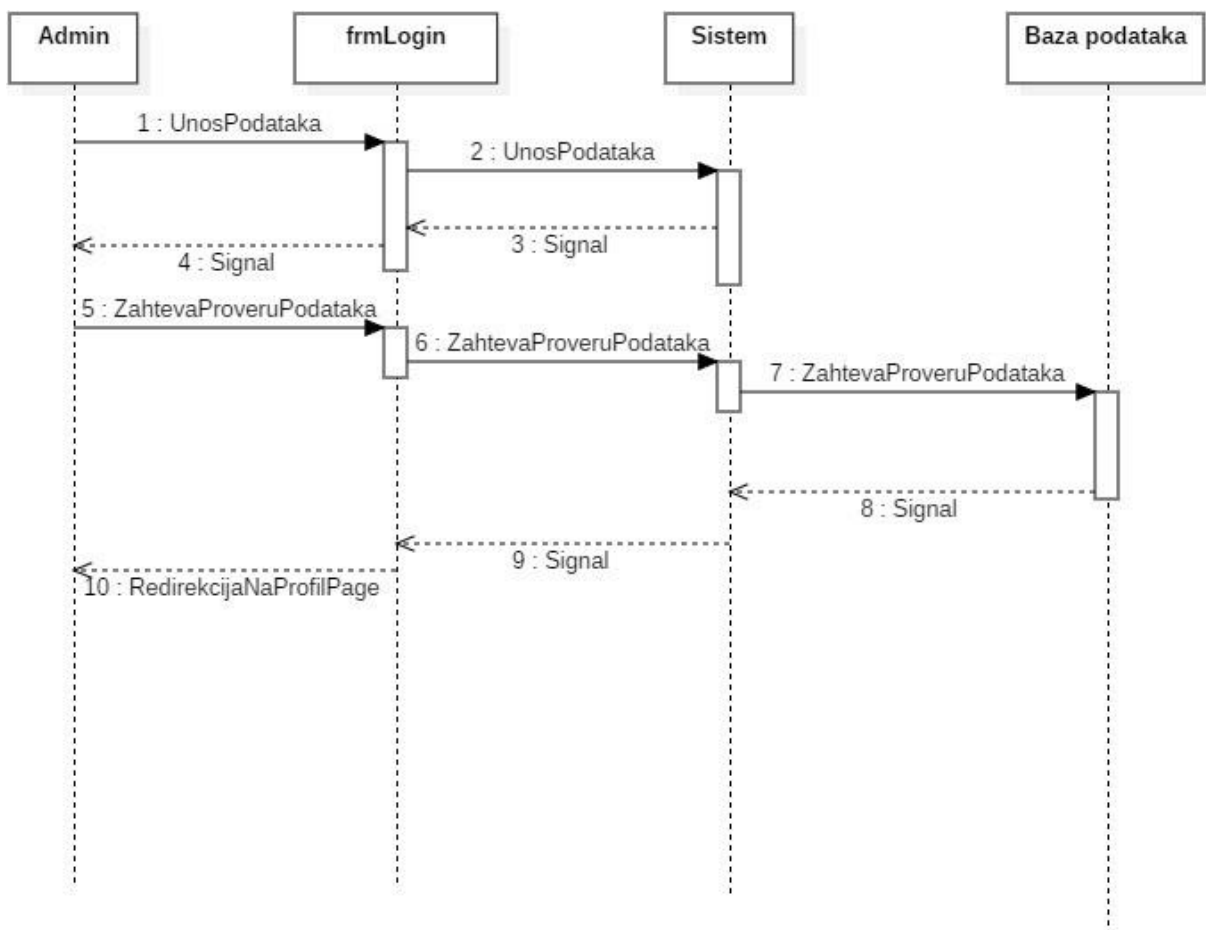 Admin
frmLogin
Sistem
Baza podataka
1 : UnosPodataka
2 : UnosPodataka
3 : Signal
4 : Signal
5 : ZahtevaProveruPodataka
6 : ZahtevaProveruPodataka
7 : ZahtevaProveruPodataka
8 : Signal
9 : Signal
10 : RedirekcijaNaProfilPage